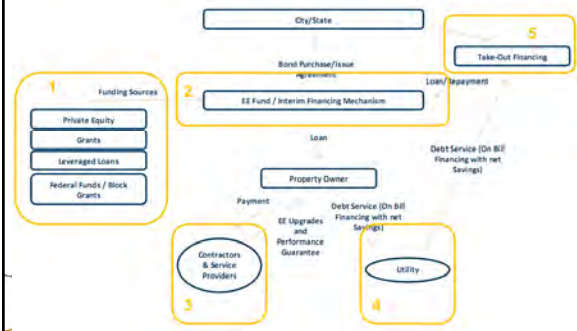 City/State
5
Take-Out Financing
Bond Purchase/Issue
Agreement
Loan/Repayment
1
Funding Sources
2
EE Fund / Interim Financing Mechanism
Private Equity
Grants
Leveraged Loans
Federal Funds / Block
Grants
Loan
Debt Service (On Bill
Financing with net
Savings)
Property Owner
Payment
Debt Service (On Bill
Financing with net
Savings)
EE Upgrades
and
Performance
Guarantee
Contractors
& Service
Providers
3
Utility
4